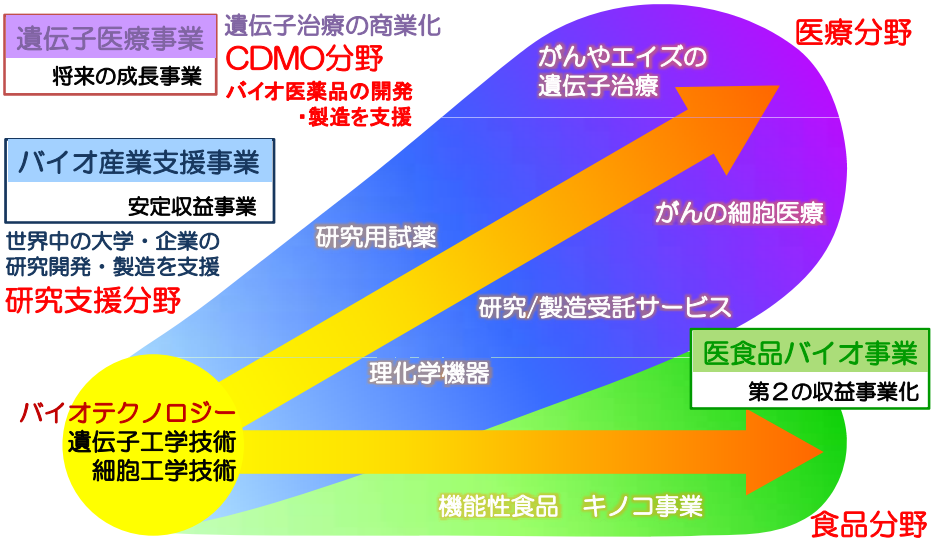 遺伝子医療事業
将来の成長事業
遺伝子治療の商業化
CDMO分野
バイオ医薬品の開発
・製造を支援
医療分野
がんやエイズの
遺伝子治療
バイオ産業支援事業
安定収益事業
世界中の大学・企業の
研究開発・製造を支援
研究支援分野
研究用試薬
がんの細胞医療
研究/製造受託サービス
理化学機器
医食品バイオ事業
第２の収益事業化
バイオテクノロジー
遺伝子工学技術
細胞工学技術
機能性食品　キノコ事業
食品分野